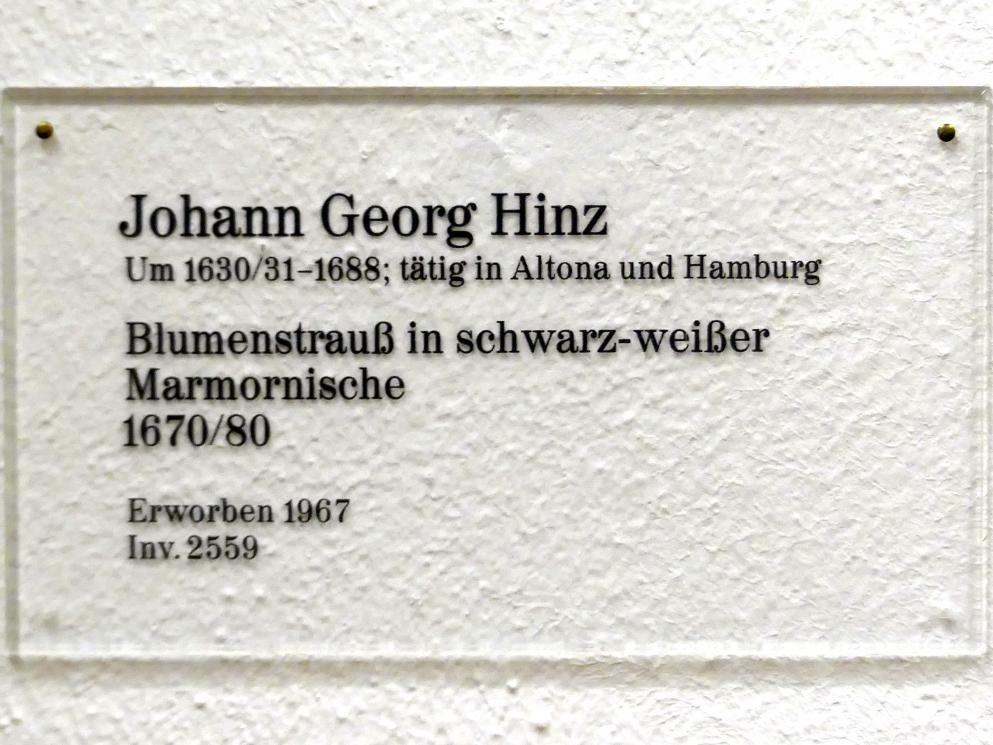 Johann Georg Hinz
Um 1630/31–1688; tätig in Altona und Hamburg
Blumenstrauß in schwarz-weißer
Marmornische
1670/80
Erworben 1967
Inv. 2559